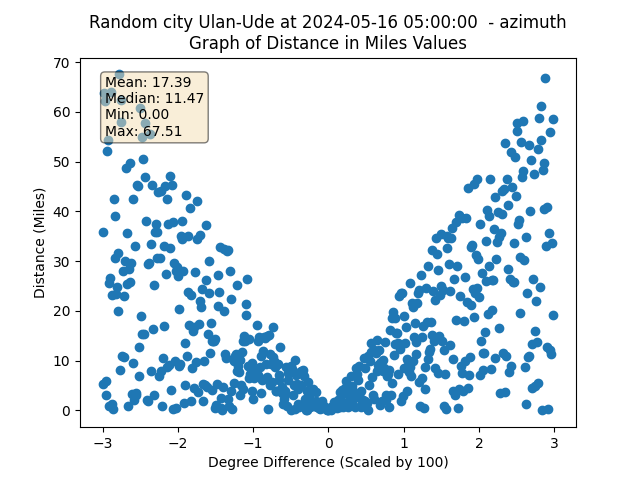 Random city Ulan-Ude at 2024-05-16 05:00:00  - azimuth
Graph of Distance in Miles Values
Mean: 17.39
Median: 11.47
Min: 0.00
Max: 67.51
Distance (Miles)
70
60
50
40
30
20
10
0
−3
−2
−1
0
1
2
3
Degree Difference (Scaled by 100)